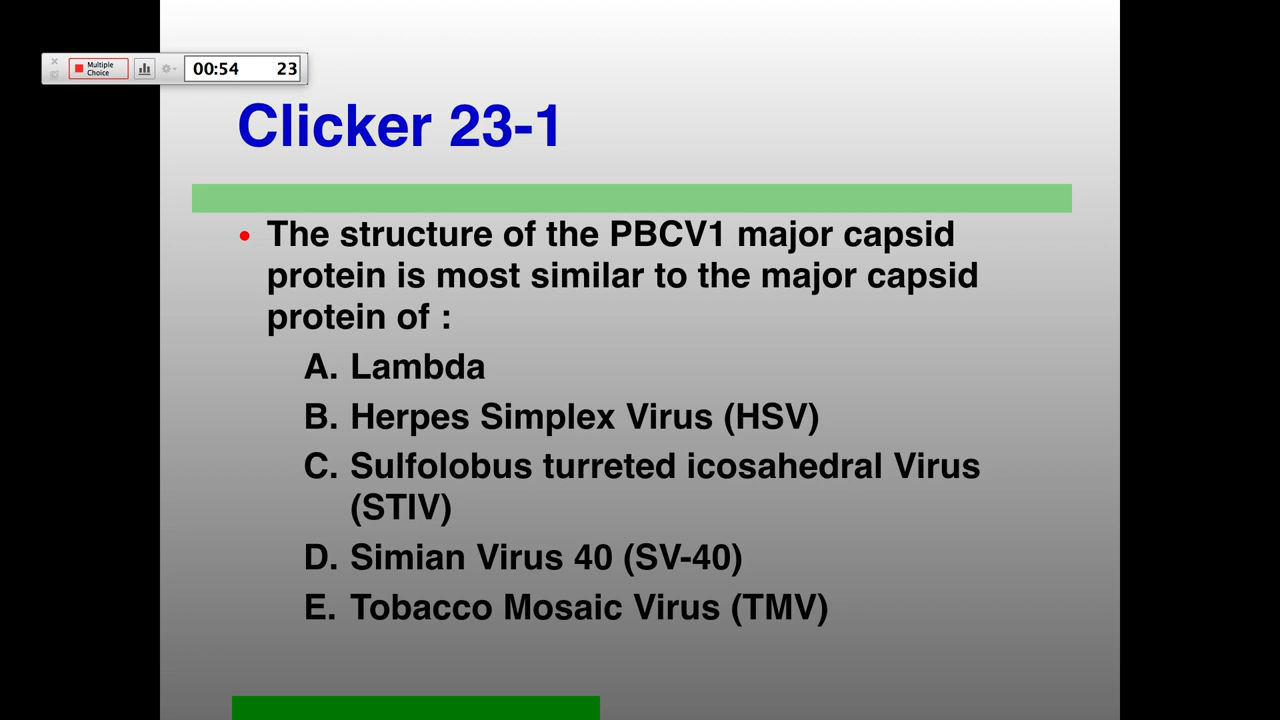 Multiple
Choice
00:54 23
Clicker 23-1
• The structure of the PBCV1 major capsid
protein is most similar to the major capsid
protein of :
A. Lambda
B. Herpes Simplex Virus (HSV)
C. Sulfolobus turreted icosahedral Virus
(STIV)
D. Simian Virus 40 (SV-40)
E. Tobacco Mosaic Virus (TMV)